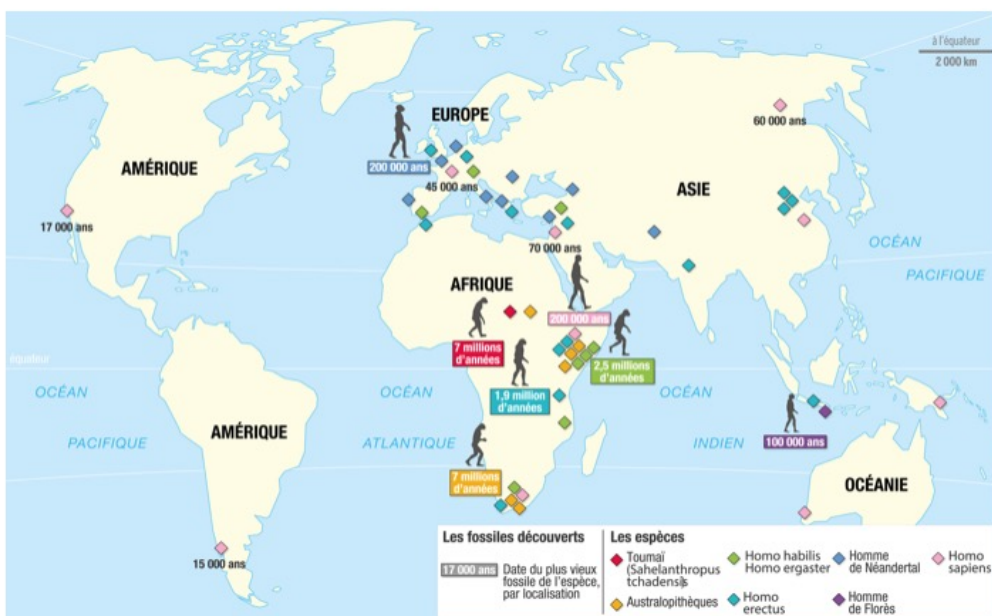 à l'équateur
2 000 km
EUROPE
60 000 ans
AMÉRIQUE
200 000 ans
45 000 ans
ASIE
17 000 ans
70 000 ans
OCÉAN
PACIFIQUE
AFRIQUE
200 000 ans
7 millions
d'années
équateur
2,5 millions
d'années
1,9 million
d'années
OCÉAN
PACIFIQUE
OCÉAN
ATLANTIQUE
OCÉAN
INDIEN
AMÉRIQUE
100 000 ans
7 millions
d'années
OCÉANIE
15 000 ans
Les fossiles découverts
17 000 ans
Date du plus vieux
fossile de l'espèce,
par localisation
Les espèces
Toumaï
(Sahelanthropus
tchadensis)
Australopithèques
Homo habilis
Homo ergaster
Homo
erectus
Homme
de Néandertal
Homme
de Florès
Homo
sapiens